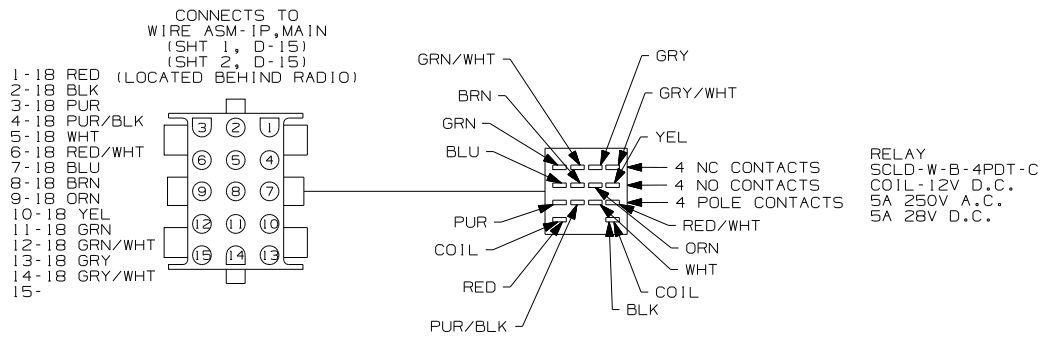 CONNECTS TO
WIRE ASM-IP,MAIN
(SHT 1, D-15)
(SHT 2, D-15)
(LOCATED BEHIND RADIO)
1-18 RED
2-18 BLK
3-18 PUR
4-18 PUR/BLK
5-18 WHT
6-18 RED/WHT
7-18 BLU
8-18 BRN
9-18 ORN
10-18 YEL
11-18 GRN
12-18 GRN/WHT
13-18 GRY
14-18 GRY/WHT
15-
3 2 1
6 5 4
9 8 7
12 11 10
15 14 13
GRN/WHT
BRN
GRN
BLU
PUR
COIL
RED
PUR/BLK
GRY
GRY/WHT
YEL
4 NC CONTACTS
4 NO CONTACTS
4 POLE CONTACTS
RED/WHT
ORN
WHT
COIL
BLK
RELAY
SCLD-W-B-4PDT-C
COIL-12V D.C.
5A 250V A.C.
5A 28V D.C.